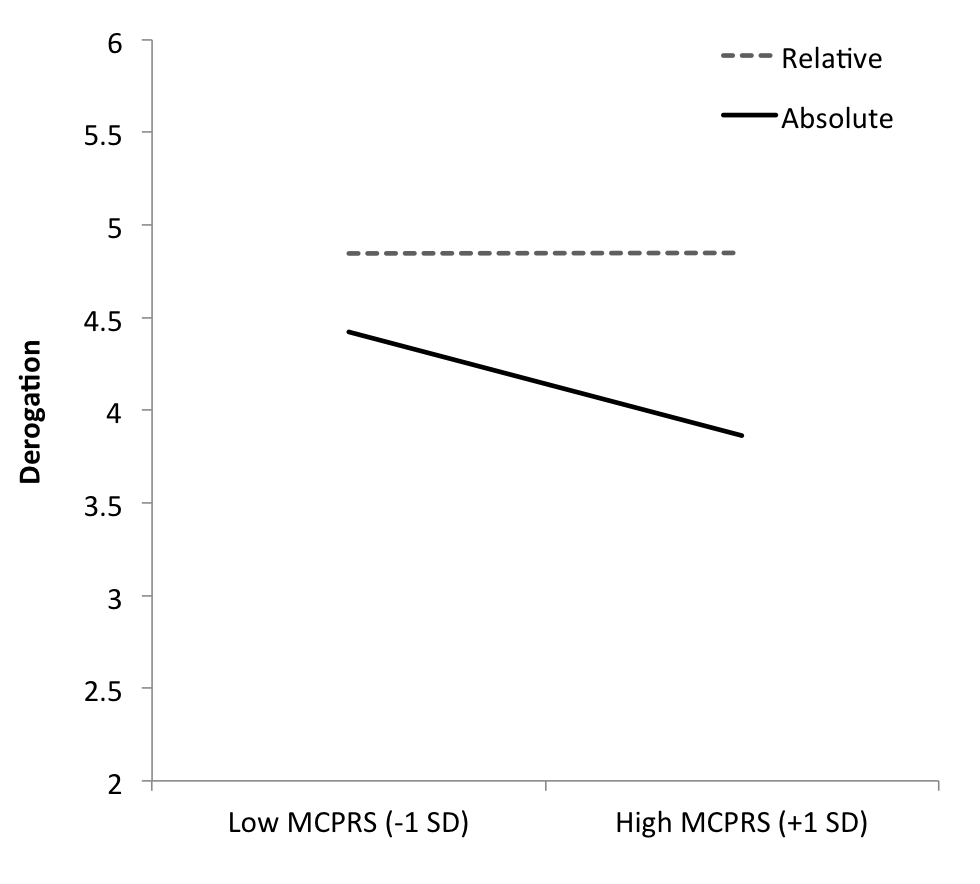 6
5.5
5
4.5
4
3.5
3
2.5
2
Derogation
Relative
Absolute
Low MCPRS (-1 SD)
High MCPRS (+1 SD)